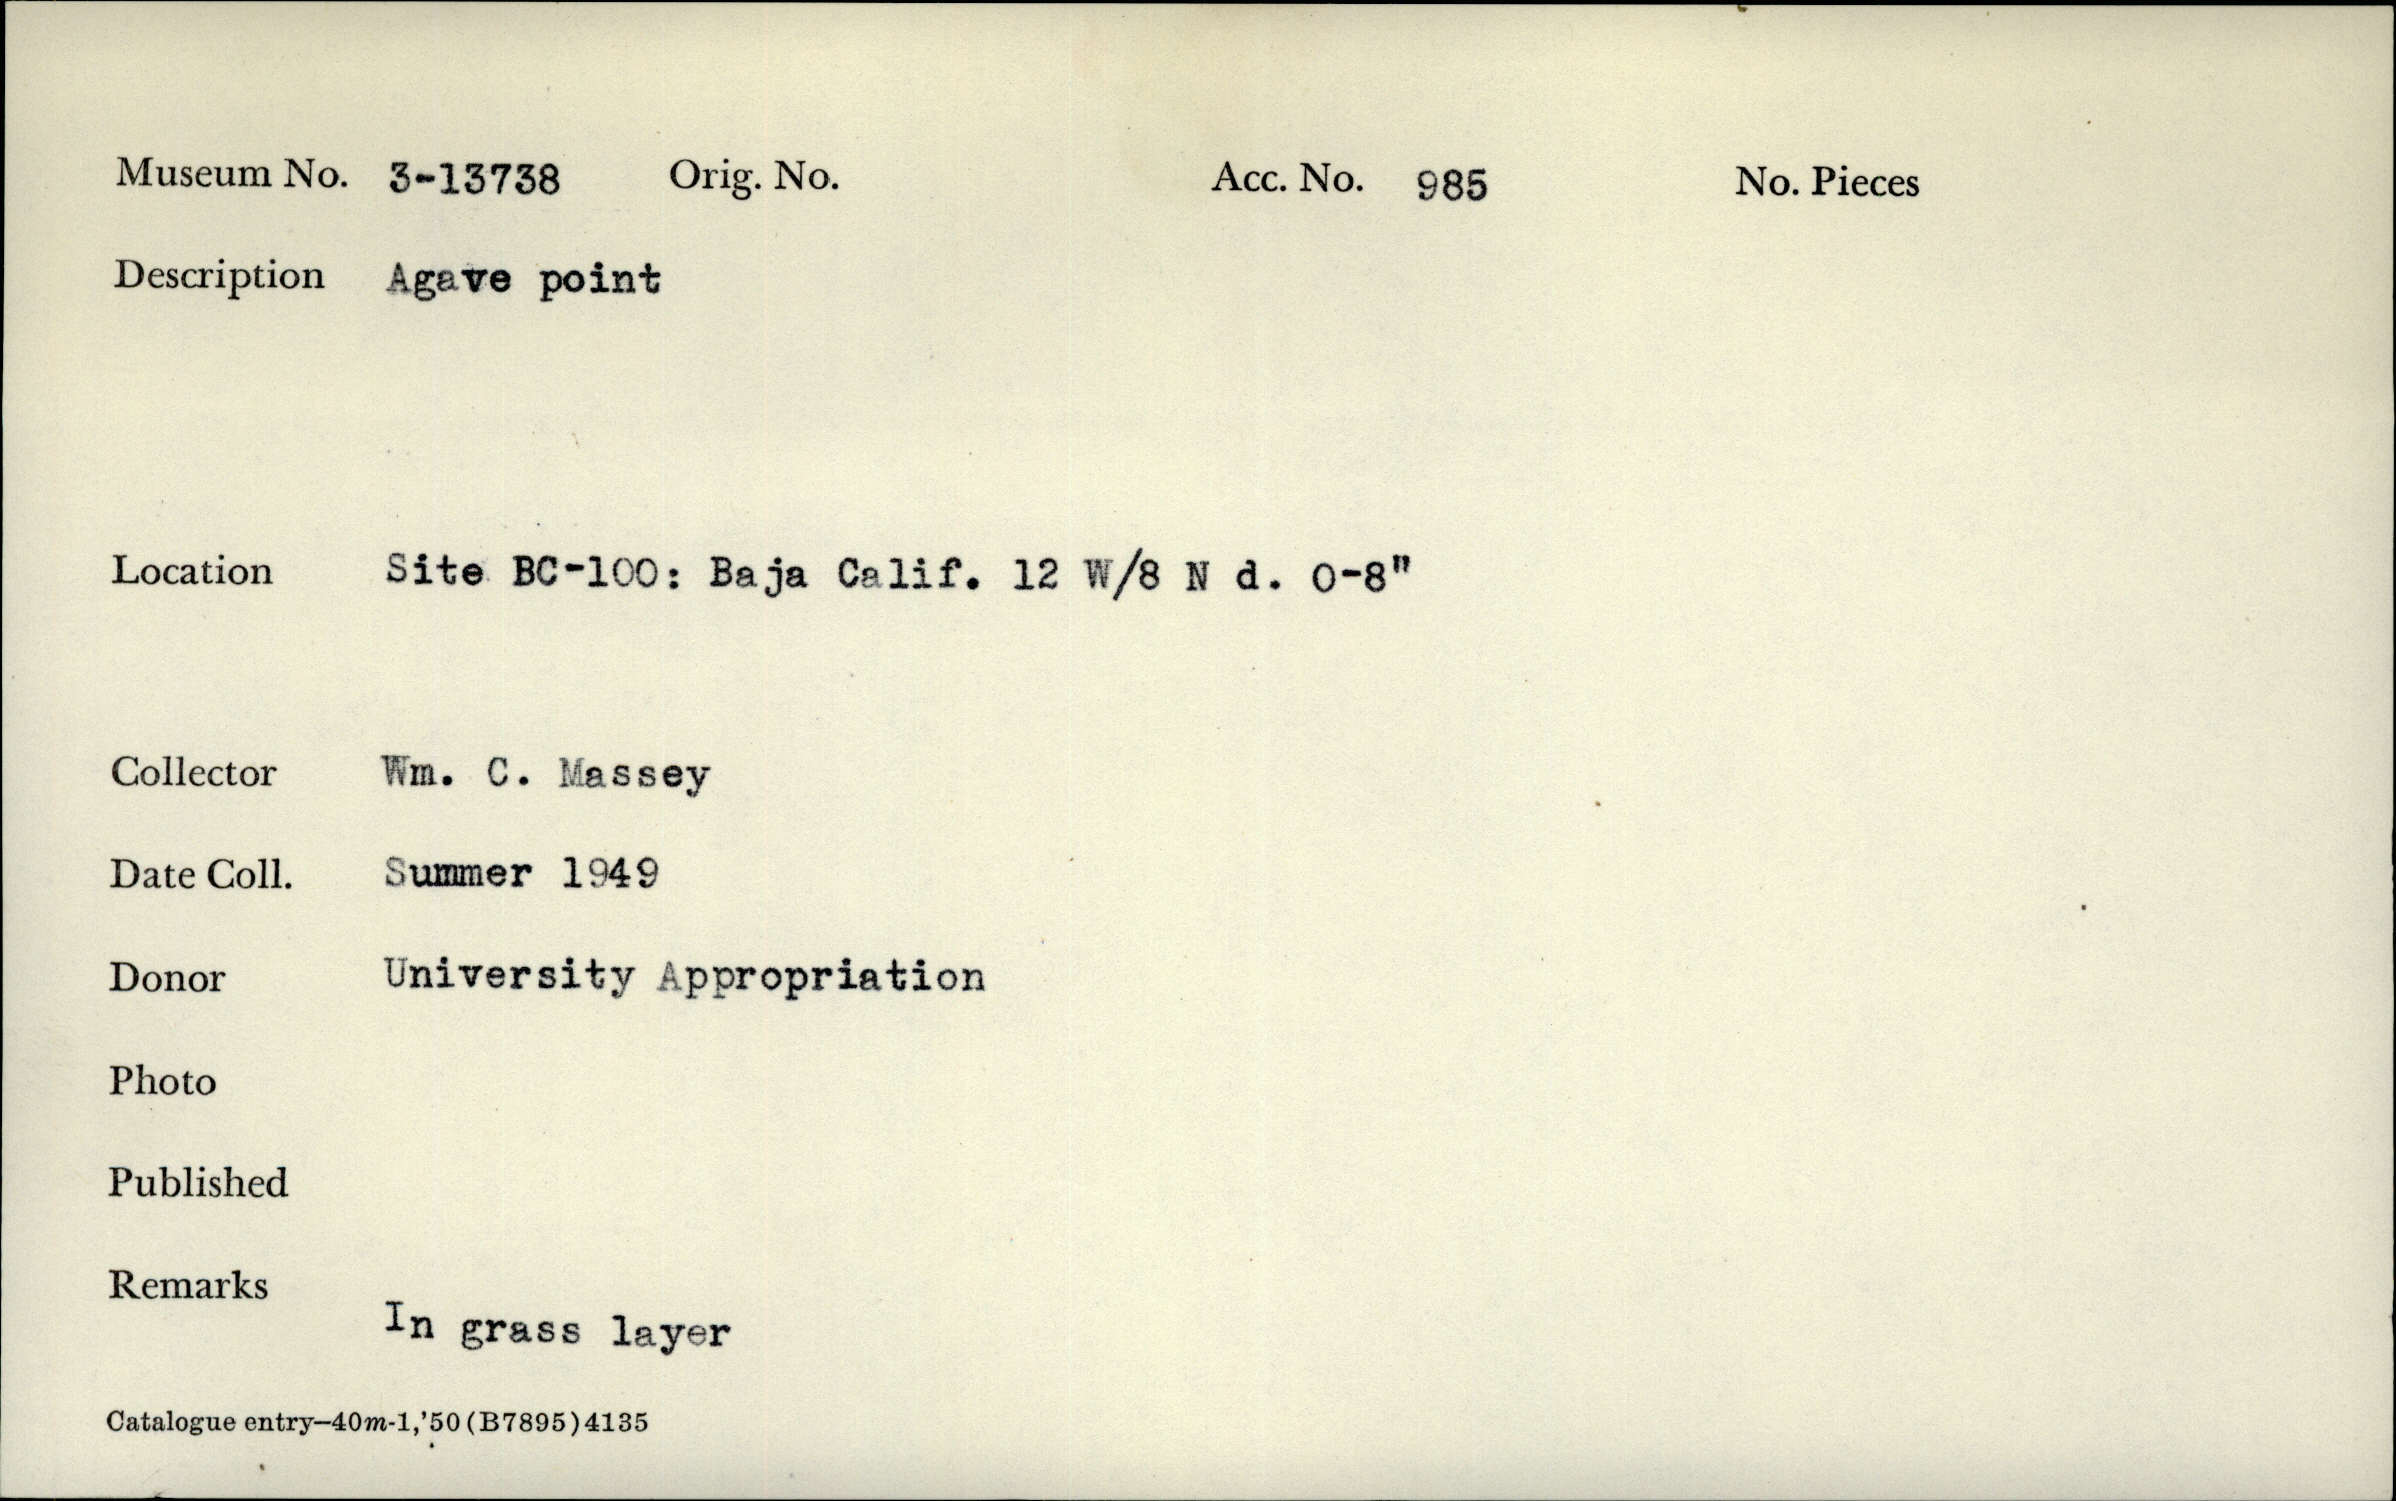 Museum No. 3-13738 Orig. No. Acc. No. 985 No. Pieces
Description Agave point
Location Site BC-100: Baja Calif. 12 W/8 N d. 0-8"
Collector Wm. C. Massey
Date Coll. Summer 1949
Donor University Appropriation
Photo
Published
Remarks
In grass layer
Catalogue entry—40m-1,'50(B7895)4135